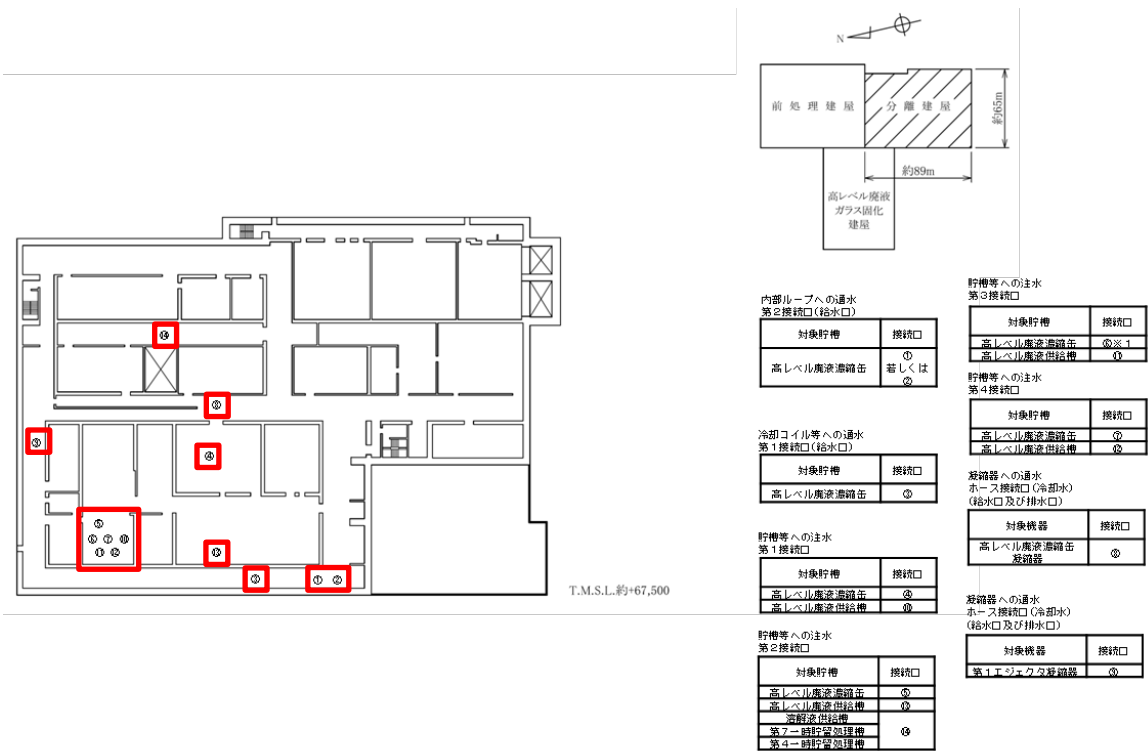 N
前処理建屋
分離建屋
約65m
約89m
高レベル廃液
ガラス固化
建屋
⑭
③
④
⑤
⑥ ⑦ ⑩
⑪ ⑫
⑬
① ②
T.M.S.L.約+67,500
内部ループへの通水
第2接続口(給水口)
対象貯槽 接続口
高レベル廃液濃縮缶 ①
若しくは
②
冷却コイル等への通水
第1接続口(給水口)
対象貯槽 接続口
高レベル廃液濃縮缶 ③
貯槽等への注水
第1接続口
対象貯槽 接続口
高レベル廃液濃縮缶 ④
高レベル廃液供給槽 ⑩
貯槽等への注水
第2接続口
対象貯槽 接続口
高レベル廃液濃縮缶 ⑤
高レベル廃液供給槽 ⑬
溶解液供給槽 ⑭
第7一時貯留処理槽
第4一時貯留処理槽
貯槽等への注水
第3接続口
対象貯槽 接続口
高レベル廃液濃縮缶 ⑥※1
高レベル廃液供給槽 ⑪
貯槽等への注水
第4接続口
対象貯槽 接続口
高レベル廃液濃縮缶 ⑦
高レベル廃液供給槽 ⑫
凝縮器への通水
ホース接続口(冷却水)
(給水口及び排水口)
対象機器 接続口
高レベル廃液濃縮缶
凝縮器 ⑧
凝縮器への通水
ホース接続口(冷却水)
(給水口及び排水口)
対象機器 接続口
第1エジェクタ凝縮器 ⑨